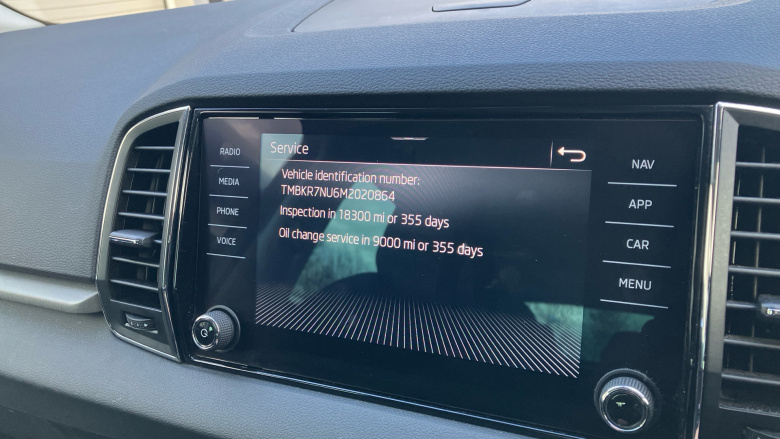 Service
Vehicle identification number:
TMBKR7NU6M2020864
Inspection in 18300 mi or 355 days
Oil change service in 9000 mi or 355 days
RADIO
MEDIA
PHONE
VOICE
NAV
APP
CAR
MENU